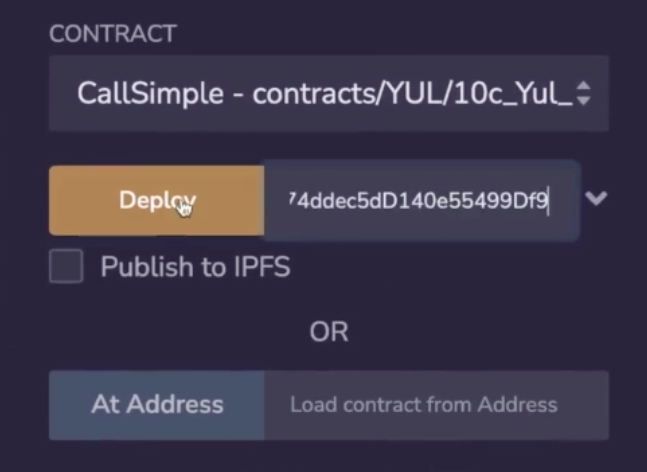 CONTRACT
CallSimple - contracts/YUL/10c_Yul_
Deploy 74ddec5dD140e55499Df9
Publish to IPFS
OR
At Address Load contract from Address